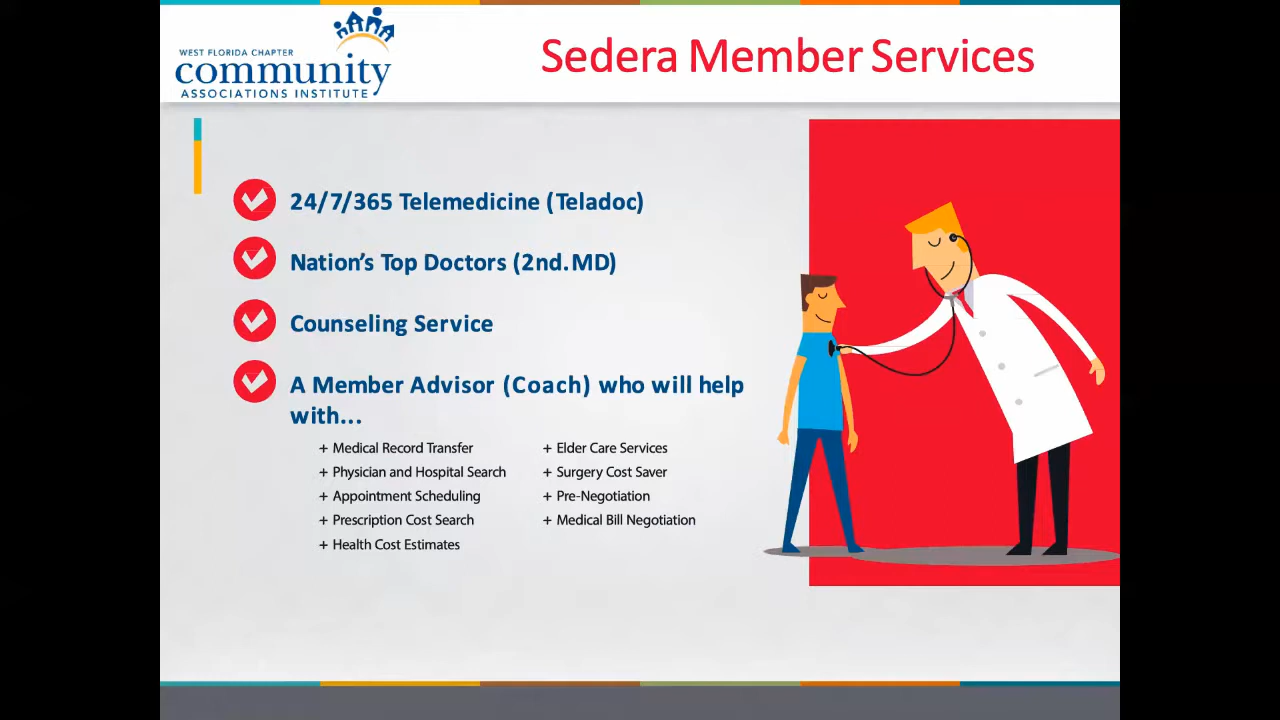 WEST FLORIDA CHAPTER
community
ASSOCIATIONS INSTITUTE
Sedera Member Services
24/7/365 Telemedicine (Teladoc)
Nation’s Top Doctors (2nd.MD)
Counseling Service
A Member Advisor (Coach) who will help
with...
+ Medical Record Transfer
+ Physician and Hospital Search
+ Appointment Scheduling
+ Prescription Cost Search
+ Health Cost Estimates
+ Elder Care Services
+ Surgery Cost Saver
+ Pre-Negotiation
+ Medical Bill Negotiation